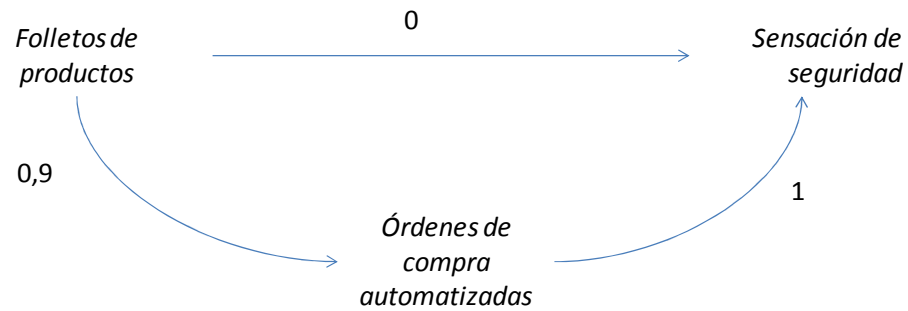 0
Folletos de
productos
Sensación de
seguridad
0,9
1
Órdenes de
compra
automatizadas